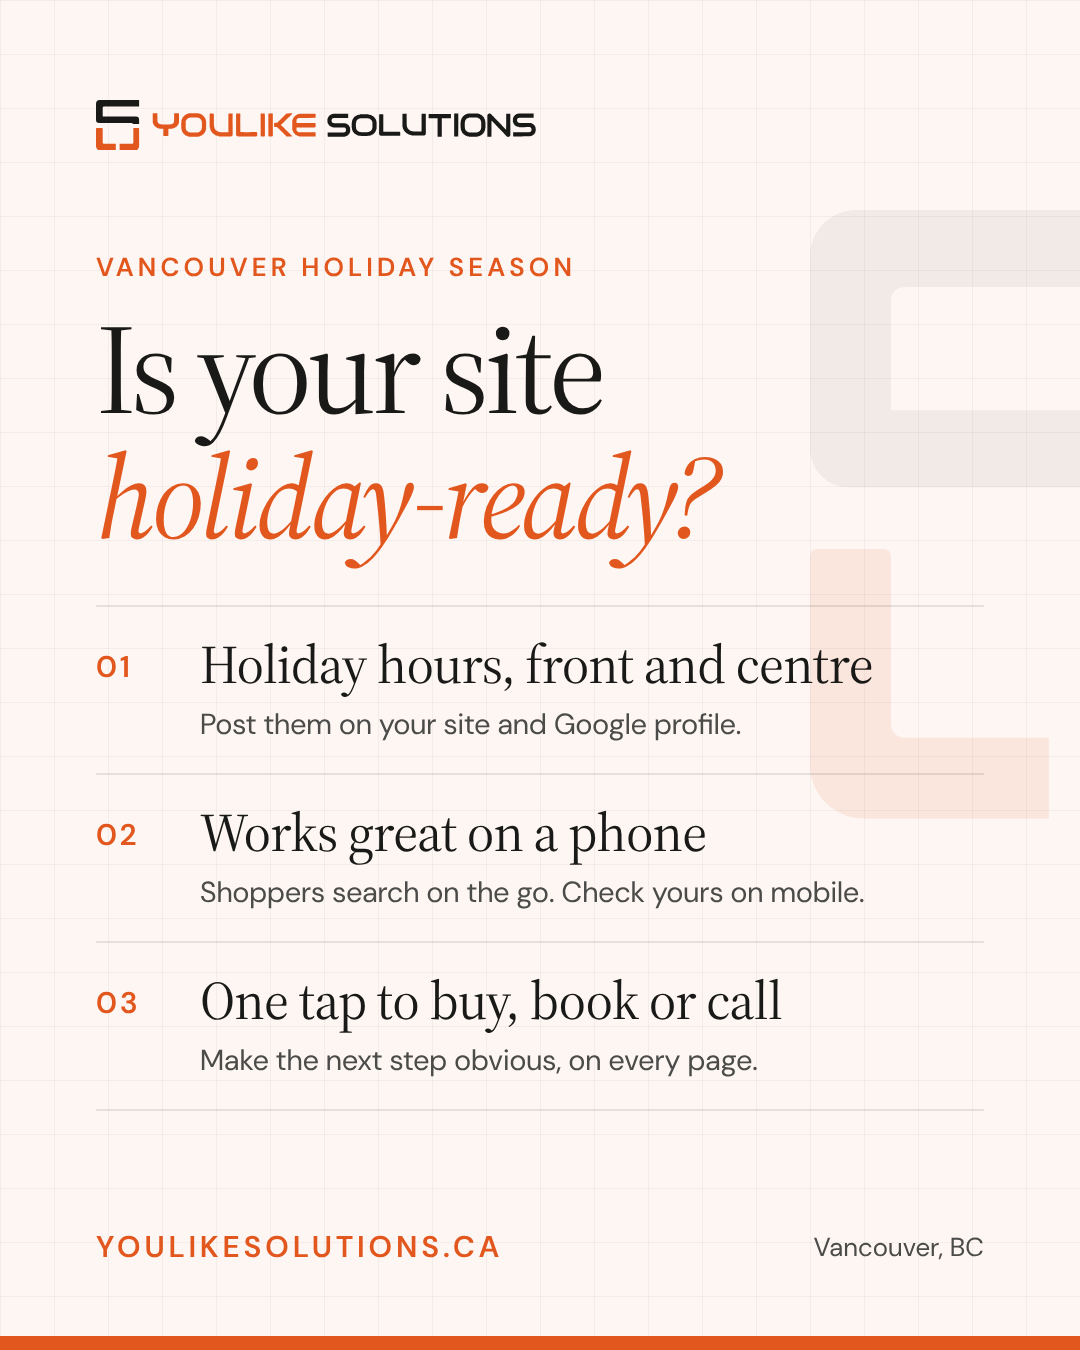 YOULIKE SOLUTIONS
VANCOUVER HOLIDAY SEASON
Is your site
holiday-ready?
01
Holiday hours, front and centre
Post them on your site and Google profile.
02
Works great on a phone
Shoppers search on the go. Check yours on mobile.
03
One tap to buy, book or call
Make the next step obvious, on every page.
YOULIKESOLUTIONS.CA
Vancouver, BC